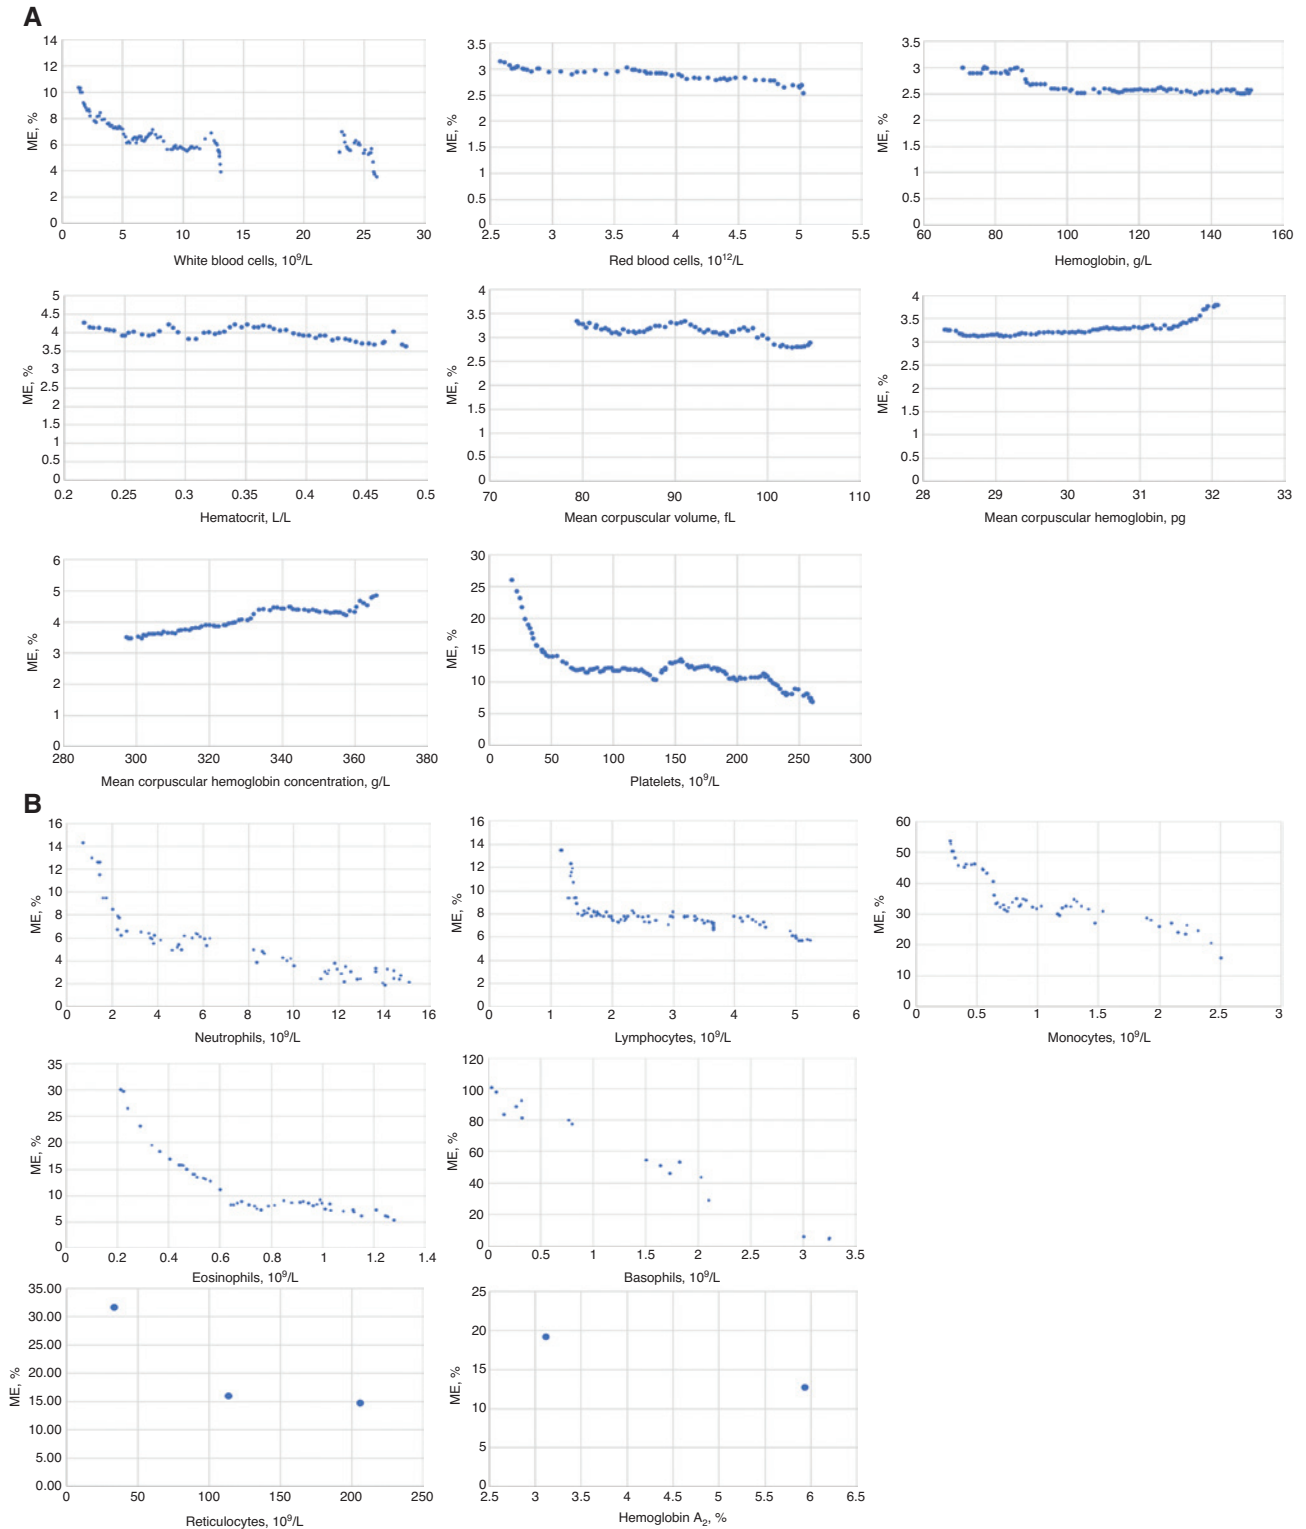 A
14 3.5 3.5
12 3 3
10 2.5 2.5
8 2 2
ME, % ME, % ME, %
6 1.5 1.5
4 1 1
2 0.5 0.5
0 0 0
0 5 10 15 20 25 30 2.5 3 3.5 4 4.5 5 5.5 60 80 100 120 140 160
White blood cells, 10⁹/L Red blood cells, 10¹²/L Hemoglobin, g/L
5 4 4
4.5 3.5 3.5
4 3 3
3.5 2.5 2.5
3 2 2
ME, % ME, % ME, %
2.5 1.5 1.5
2 1 1
1.5 0.5 0.5
1 0 0
0.5
0
0.2 0.25 0.3 0.35 0.4 0.45 0.5 70 80 90 100 110 28 29 30 31 32 33
Hematocrit, L/L Mean corpuscular volume, fL Mean corpuscular hemoglobin, pg
6 30
5 25
4 20
ME, % ME, %
3 15
2 10
1 5
0 0
280 300 320 340 360 380 0 50 100 150 200 250 300
Mean corpuscular hemoglobin concentration, g/L Platelets, 10⁹/L
B
16 16 60
14 14 50
12 12 40
10 10 30
ME, % ME, % ME, %
8 8 20
6 6 10
4 4 0
2 2
0 0
0 2 4 6 8 10 12 14 16 0 1 2 3 4 5 6 0 0.5 1 1.5 2 2.5 3
Neutrophils, 10⁹/L Lymphocytes, 10⁹/L Monocytes, 10⁹/L
35 120
30 100
25 80
20 60
ME, % ME, %
15 40
10 20
5 0
0
0 0.2 0.4 0.6 0.8 1 1.2 1.4 0 0.5 1 1.5 2 2.5 3 3.5
Eosinophils, 10⁹/L Basophils, 10⁹/L
35.00 25
30.00 20
25.00 15
20.00 10
ME, % ME, %
15.00 5
10.00 0
5.00
0.00
0 50 100 150 200 250 2.5 3 3.5 4 4.5 5 5.5 6 6.5
Reticulocytes, 10⁹/L Hemoglobin A₂, %